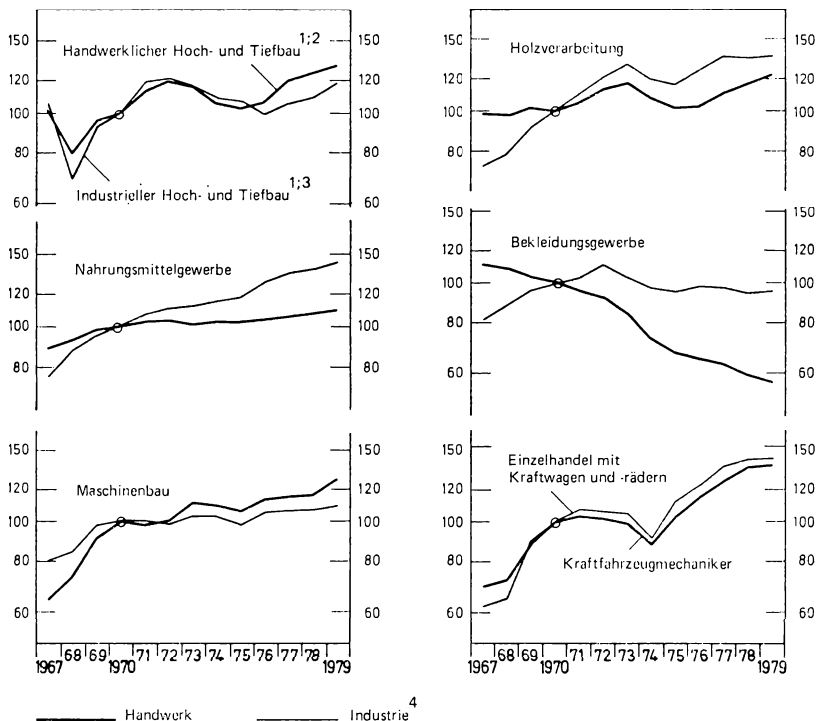 1;2
Handwerklicher Hoch- und Tiefbau
Industrieller Hoch- und Tiefbau 1;3
150 120 100 80 60
150 120 100 80 60
Holzverarbeitung
150 120 100 80
150 120 100 80
Nahrungsmittelgewerbe
150 120 100 80
150 120 100 80
Bekleidungsgewerbe
150 120 100 80 60
150 120 100 80 60
Maschinenbau
150 120 100 80 60
150 120 100 80 60
Einzelhandel mit
Kraftwagen und -rädern
Kraftfahrzeugmechaniker
150 120 100 80 60
150 120 100 80 60
1967 68 69 1970 71 72 73 74 75 76 77 78 1979
1967 68 69 1970 71 72 73 74 75 76 77 78 1979
Handwerk Industrie 4